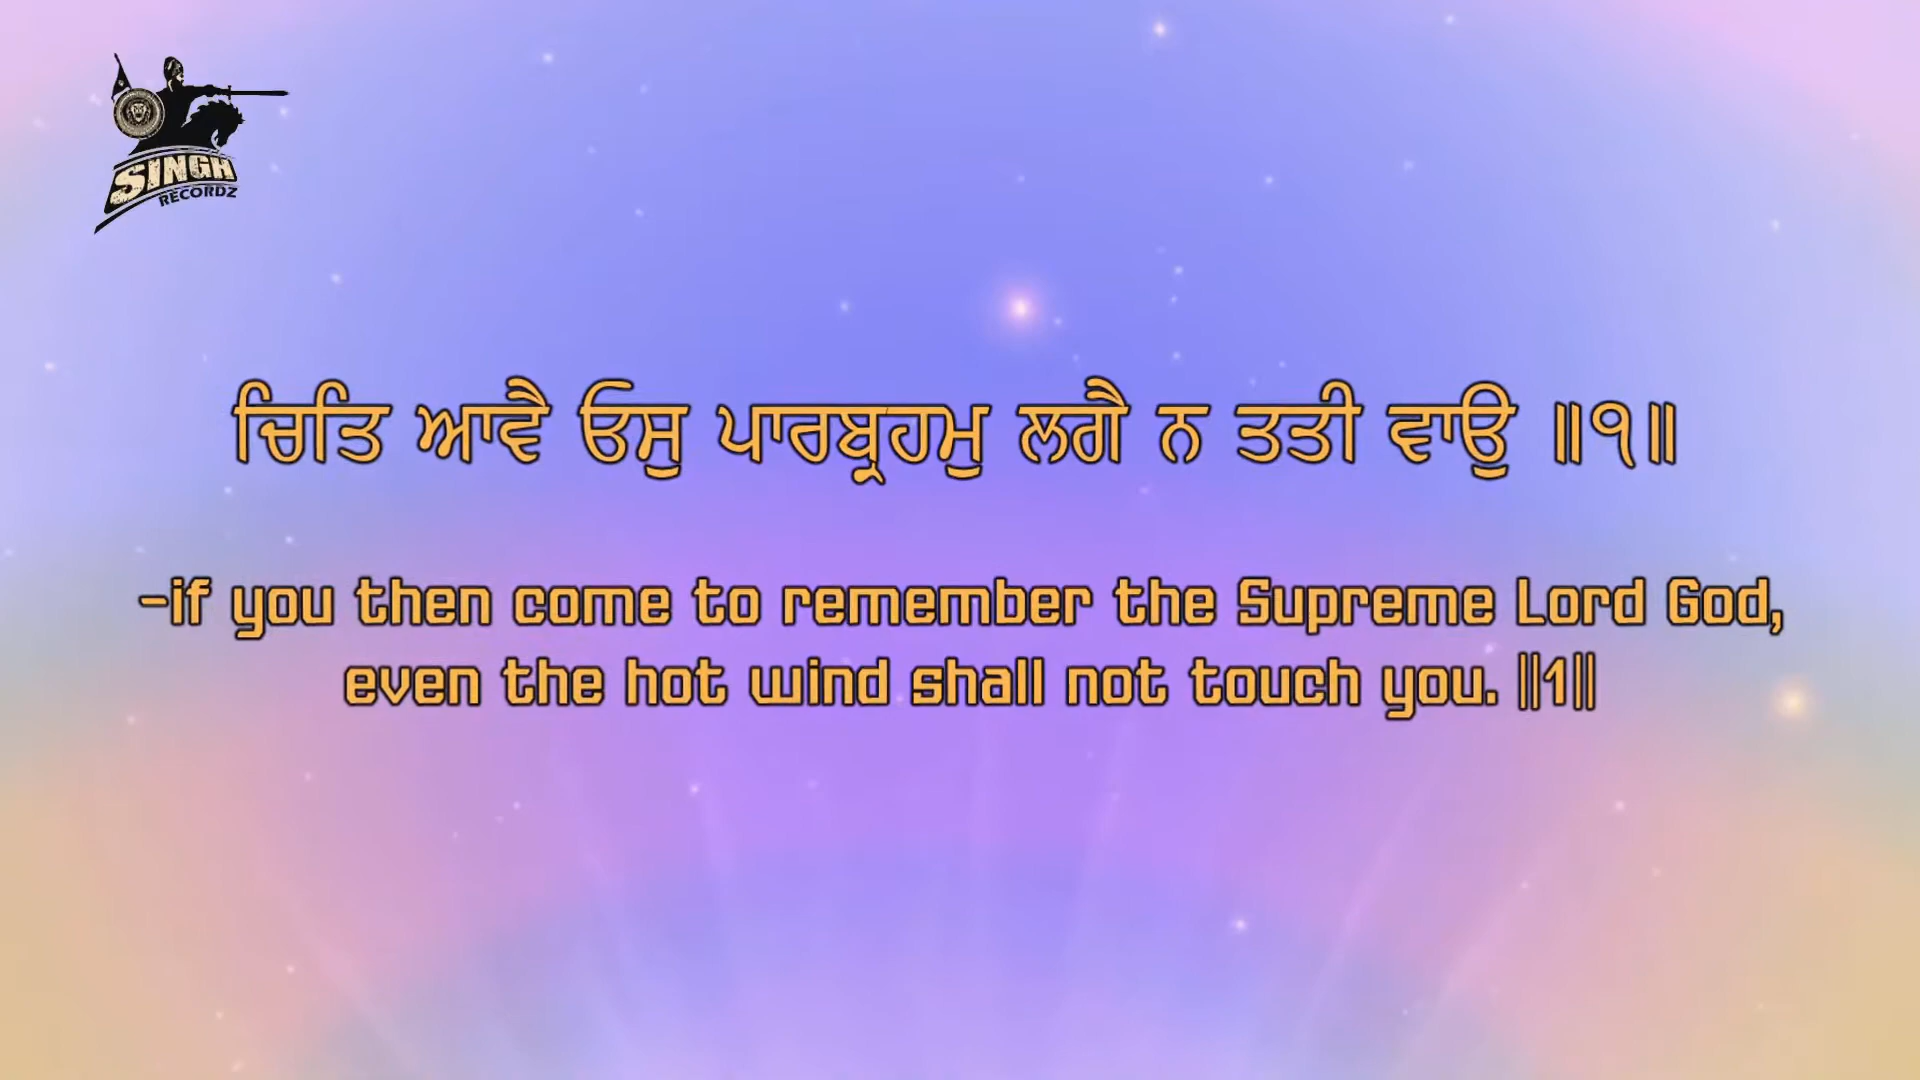 SINGH
RECORDZ
ਚਿਤਿ ਆਵੈ ਓਸੁ ਪਾਰਬ੍ਰਹਮੁ ਲਗੈ ਨ ਤਤੀ ਵਾਉ ॥੧॥
-if you then come to remember the Supreme Lord God,
even the hot wind shall not touch you. ||1||